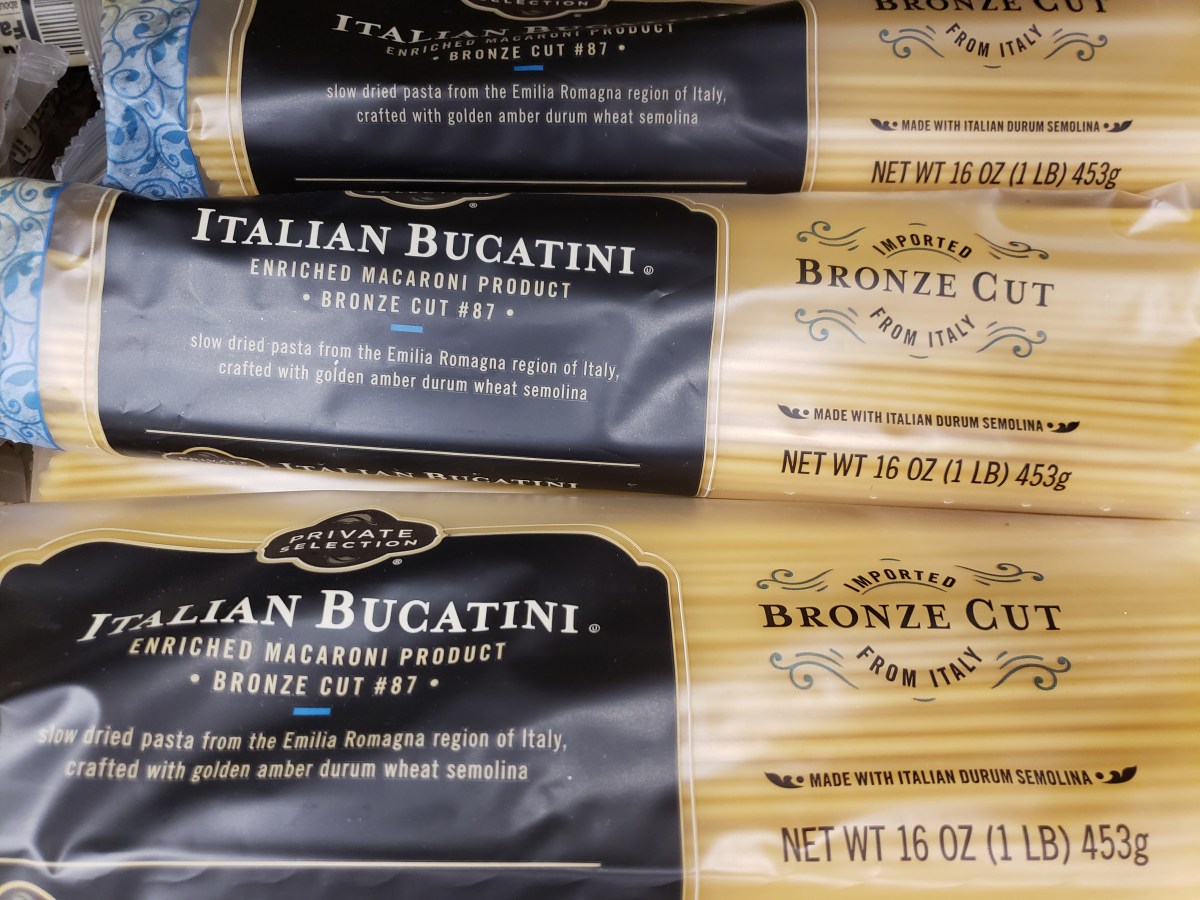 SELECTION
ITALIAN
ENRICHED MACARONI PRODUCT
• BRONZE CUT #87 •
slow dried pasta from the Emilia Romagna region of Italy,
crafted with golden amber durum wheat semolina
BRONZE CUT
FROM ITALY
MADE WITH ITALIAN DURUM SEMOLINA
NET WT 16 OZ (1 LB) 453g
ITALIAN BUCATINI
ENRICHED MACARONI PRODUCT
• BRONZE CUT #87 •
slow dried pasta from the Emilia Romagna region of Italy,
crafted with golden amber durum wheat semolina
IMPORTED
BRONZE CUT
FROM ITALY
MADE WITH ITALIAN DURUM SEMOLINA
NET WT 16 OZ (1 LB) 453g
PRIVATE
ITALIAN BUCATINI
PRIVATE
SELECTION
®
ITALIAN BUCATINI
ENRICHED MACARONI PRODUCT
• BRONZE CUT #87 •
slow dried pasta from the Emilia Romagna region of Italy,
crafted with golden amber durum wheat semolina
IMPORTED
BRONZE CUT
FROM ITALY
MADE WITH ITALIAN DURUM SEMOLINA
NET WT 16 OZ (1 LB) 453g